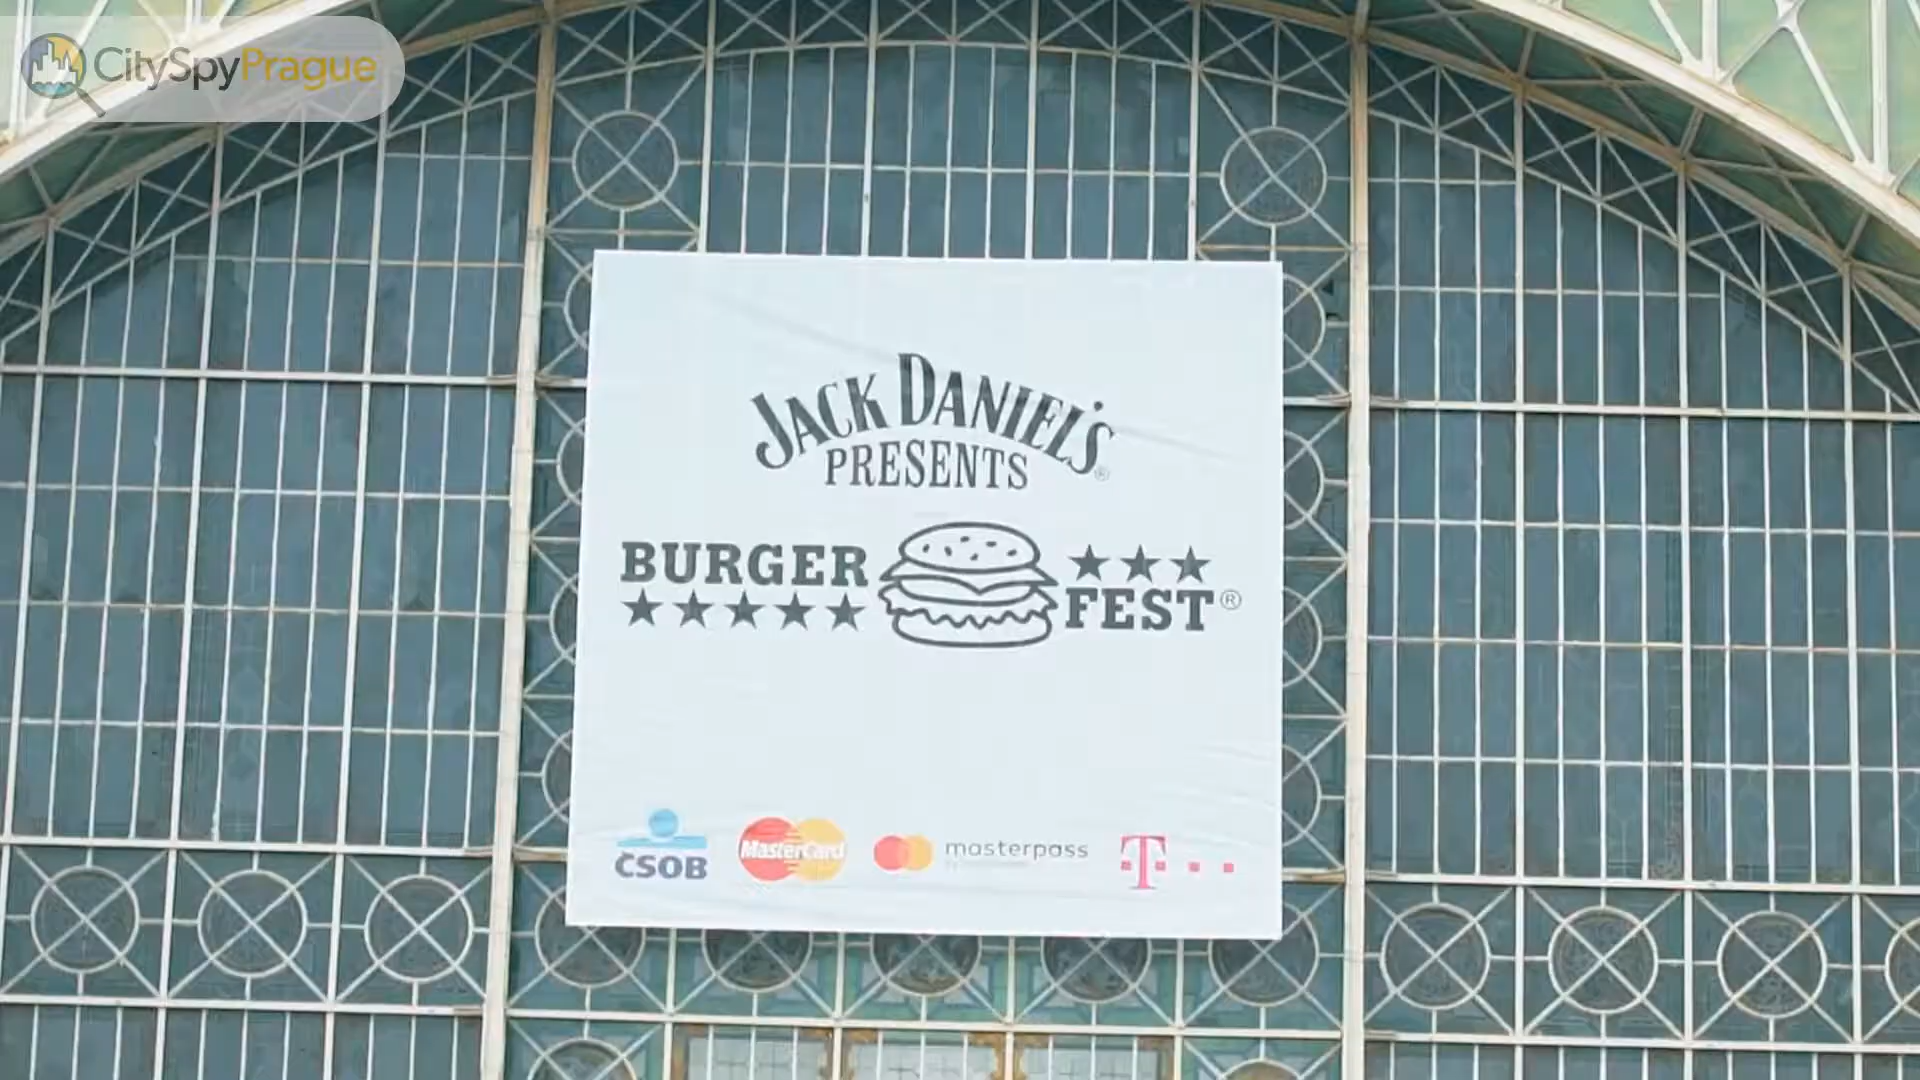 CitySpyPrague
JACK DANIEL'S®
PRESENTS
BURGER
FEST®
ČSOB
MasterCard
masterpass
T